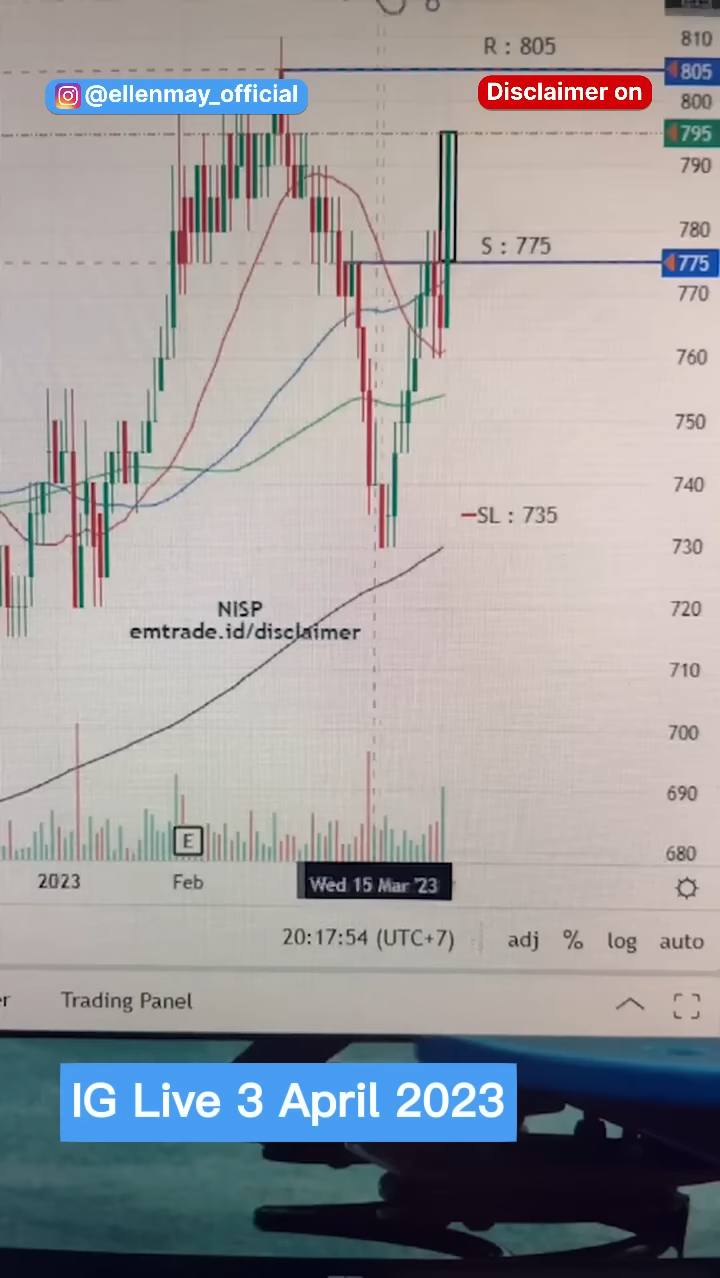 R : 805
810
805
@ellenmay_official
Disclaimer on
800
795
790
780
S : 775
775
770
760
750
740
SL : 735
730
NISP
720
emtrade.id/disclaimer
710
700
690
E
680
2023
Feb
Wed 15 Mar '23
20:17:54 (UTC+7)
adj
%
log
auto
Trading Panel
IG Live 3 April 2023